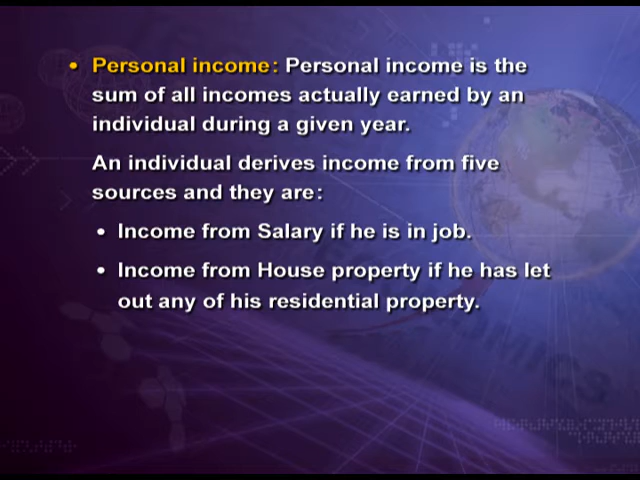 • Personal income: Personal income is the
sum of all incomes actually earned by an
individual during a given year.
An individual derives income from five
sources and they are:
• Income from Salary if he is in job.
• Income from House property if he has let
out any of his residential property.